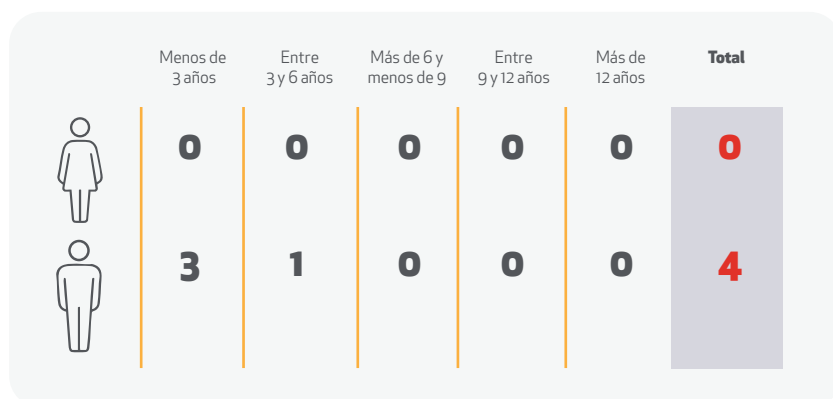 Menos de
3 años
Entre
3 y 6 años
Más de 6 y
menos de 9
Entre
9 y 12 años
Más de
12 años
Total
0 0 0 0 0 0
3 1 0 0 0 4